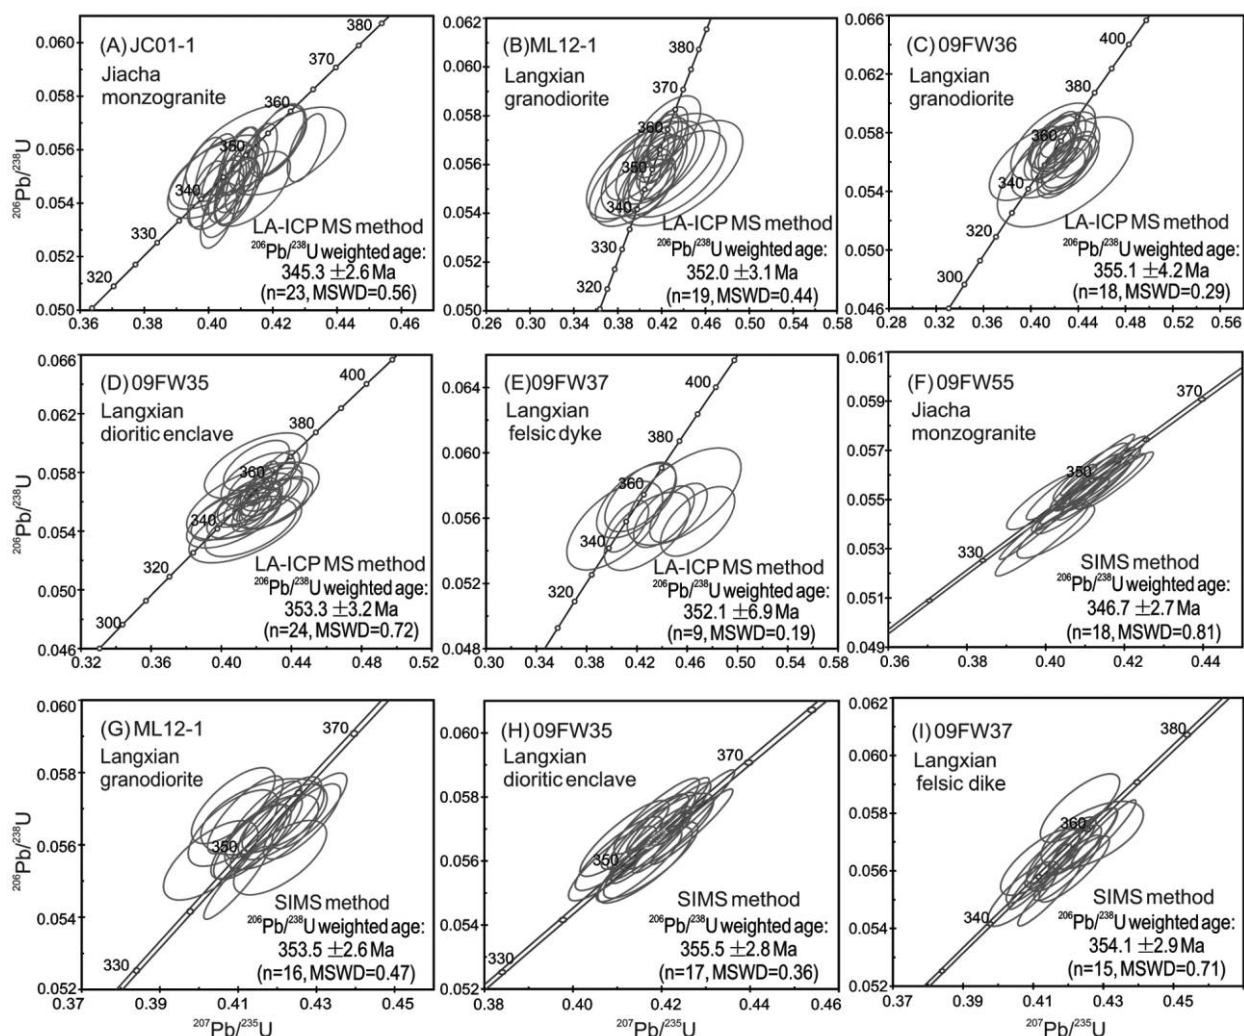 (A) JC01-1
Jiacha
monzogranite
LA-ICP MS method
²⁰⁶Pb/²³⁸U weighted age:
345.3 ±2.6 Ma
(n=23, MSWD=0.56)
320
330
340
350
360
370
380
0.060
0.058
0.056
0.054
0.052
0.050
0.36
0.38
0.40
0.42
0.44
0.46
²⁰⁶Pb/²³⁸U
(B) ML12-1
Langxian
granodiorite
LA-ICP MS method
²⁰⁶Pb/²³⁸U weighted age:
352.0 ±3.1 Ma
(n=19, MSWD=0.44)
320
330
340
350
360
370
380
0.062
0.060
0.058
0.056
0.054
0.052
0.050
0.26
0.28
0.32
0.36
0.40
0.42
0.46
0.50
0.54
0.58
(C) 09FW36
Langxian
granodiorite
LA-ICP MS method
²⁰⁶Pb/²³⁸U weighted age:
355.1 ±4.2 Ma
(n=18, MSWD=0.29)
300
320
340
360
380
400
0.066
0.062
0.058
0.054
0.050
0.046
0.28
0.32
0.36
0.40
0.44
0.48
0.52
0.56
(D) 09FW35
Langxian
dioritic enclave
LA-ICP MS method
²⁰⁶Pb/²³⁸U weighted age:
353.3 ±3.2 Ma
(n=24, MSWD=0.72)
300
320
340
360
380
400
0.066
0.062
0.058
0.054
0.050
0.046
0.32
0.36
0.40
0.44
0.48
0.52
²⁰⁶Pb/²³⁸U
(E) 09FW37
Langxian
felsic dyke
LA-ICP MS method
²⁰⁶Pb/²³⁸U weighted age:
352.1 ±6.9 Ma
(n=9, MSWD=0.19)
320
340
360
380
400
0.064
0.060
0.056
0.052
0.048
0.30
0.34
0.38
0.42
0.46
0.50
0.54
0.58
(F) 09FW55
Jiacha
monzogranite
SIMS method
²⁰⁶Pb/²³⁸U weighted age:
346.7 ±2.7 Ma
(n=18, MSWD=0.81)
330
350
370
0.061
0.059
0.057
0.055
0.053
0.051
0.049
0.36
0.38
0.40
0.42
0.44
(G) ML12-1
Langxian
granodiorite
SIMS method
²⁰⁶Pb/²³⁸U weighted age:
353.5 ±2.6 Ma
(n=16, MSWD=0.47)
330
350
370
0.060
0.058
0.056
0.054
0.052
0.37
0.39
0.41
0.43
0.45
²⁰⁶Pb/²³⁸U
²⁰⁷Pb/²³⁵U
(H) 09FW35
Langxian
dioritic enclave
SIMS method
²⁰⁶Pb/²³⁸U weighted age:
355.5 ±2.8 Ma
(n=17, MSWD=0.36)
330
350
370
0.060
0.058
0.056
0.054
0.052
0.38
0.40
0.42
0.44
0.46
²⁰⁷Pb/²³⁵U
(I) 09FW37
Langxian
felsic dike
SIMS method
²⁰⁶Pb/²³⁸U weighted age:
354.1 ±2.9 Ma
(n=15, MSWD=0.71)
340
360
380
0.062
0.060
0.058
0.056
0.054
0.052
0.37
0.39
0.41
0.43
0.45
²⁰⁷Pb/²³⁵U